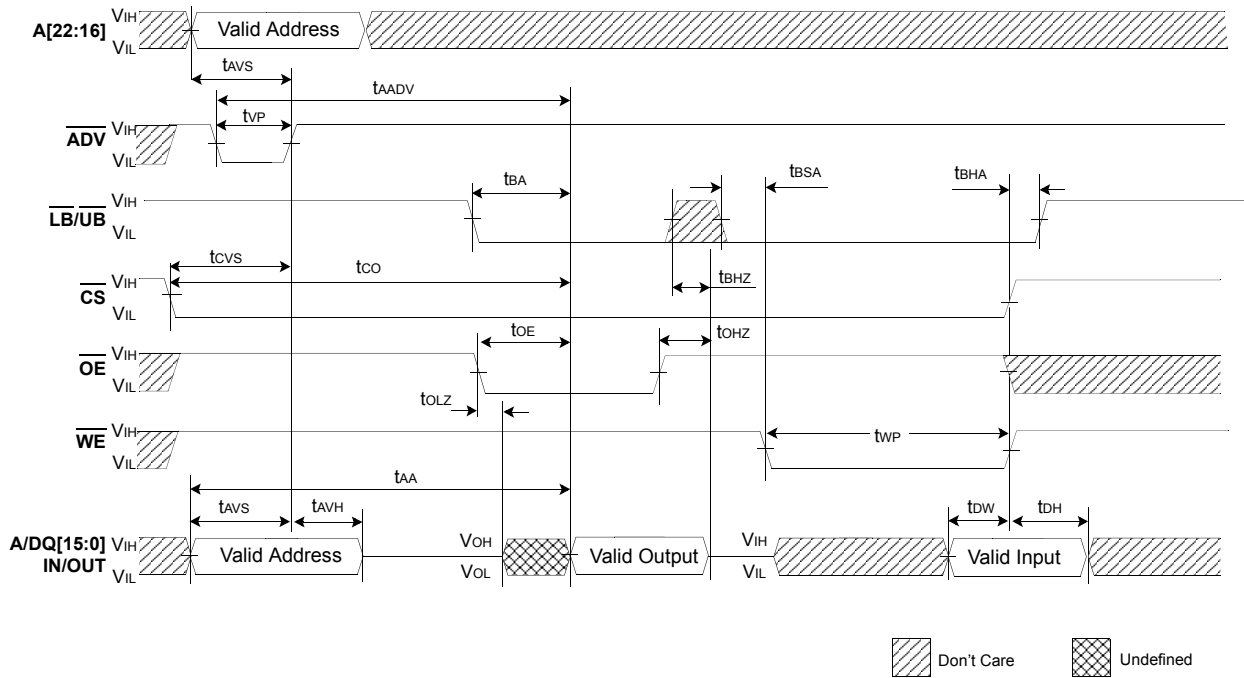 A[22:16] VIH Valid Address
VIL
tAVS
tAADV
tVP
ADV VIH
VIL
tBA tBSA tBHA
LB/UB VIH
VIL
tCVS tCO tBHZ
CS VIH
VIL
tOE tOHZ
OE VIH
VIL
tOLZ
WE VIH tWP
VIL
tAA
tAVS tAVH tDW tDH
A/DQ[15:0] VIH Valid Address VOH Valid Output VIH Valid Input
IN/OUT VIL VOL VIL
Don't Care Undefined